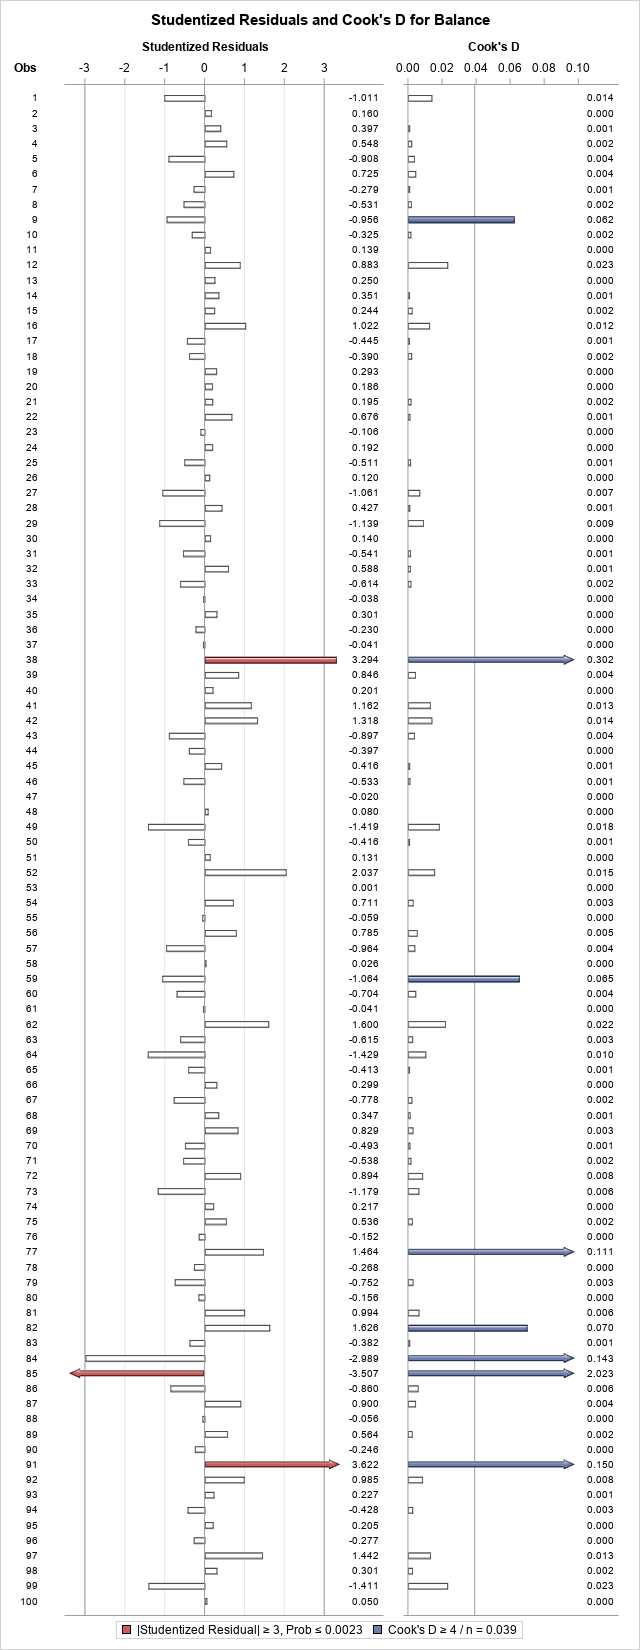 Studentized Residuals and Cook's D for Balance
Studentized Residuals Cook's D
Obs -3 -2 -1 0 1 2 3 0.00 0.02 0.04 0.06 0.08 0.10
1 -1.011 0.014
2 0.160 0.000
3 0.397 0.001
4 0.548 0.002
5 -0.908 0.004
6 0.725 0.004
7 -0.279 0.001
8 -0.531 0.002
9 -0.956 0.062
10 -0.325 0.002
11 0.139 0.000
12 0.883 0.023
13 0.250 0.000
14 0.351 0.001
15 0.244 0.002
16 1.022 0.012
17 -0.445 0.001
18 -0.390 0.002
19 0.293 0.000
20 0.186 0.000
21 0.195 0.002
22 0.676 0.001
23 -0.106 0.000
24 0.192 0.000
25 -0.511 0.001
26 0.120 0.000
27 -1.061 0.007
28 0.427 0.001
29 -1.139 0.009
30 0.140 0.000
31 -0.541 0.001
32 0.588 0.001
33 -0.614 0.002
34 -0.038 0.000
35 0.301 0.000
36 -0.230 0.000
37 -0.041 0.000
38 3.294 0.302
39 0.846 0.004
40 0.201 0.000
41 1.162 0.013
42 1.318 0.014
43 -0.897 0.004
44 -0.397 0.000
45 0.416 0.001
46 -0.533 0.001
47 -0.020 0.000
48 0.080 0.000
49 -1.419 0.018
50 -0.416 0.001
51 0.131 0.000
52 2.037 0.015
53 0.001 0.000
54 0.711 0.003
55 -0.059 0.000
56 0.785 0.005
57 -0.964 0.004
58 0.026 0.000
59 -1.064 0.065
60 -0.704 0.004
61 -0.041 0.000
62 1.600 0.022
63 -0.615 0.003
64 -1.429 0.010
65 -0.413 0.001
66 0.299 0.000
67 -0.778 0.002
68 0.347 0.001
69 0.829 0.003
70 -0.493 0.001
71 -0.538 0.002
72 0.894 0.008
73 -1.179 0.006
74 0.217 0.000
75 0.536 0.002
76 -0.152 0.000
77 1.464 0.111
78 -0.268 0.000
79 -0.752 0.003
80 -0.156 0.000
81 0.994 0.006
82 1.626 0.070
83 -0.382 0.001
84 -2.989 0.143
85 -3.507 2.023
86 -0.860 0.006
87 0.900 0.004
88 -0.056 0.000
89 0.564 0.002
90 -0.246 0.000
91 3.622 0.150
92 0.985 0.008
93 0.227 0.001
94 -0.428 0.003
95 0.205 0.000
96 -0.277 0.000
97 1.442 0.013
98 0.301 0.002
99 -1.411 0.023
100 0.050 0.000
|Studentized Residual| ≥ 3, Prob ≤ 0.0023 Cook's D ≥ 4 / n = 0.039